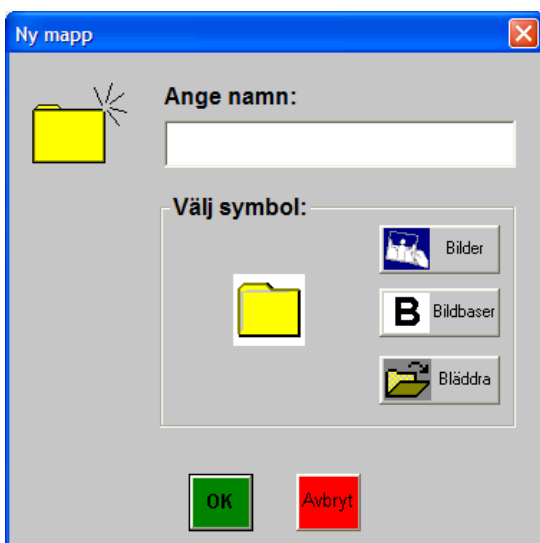 Ny mapp
Ange namn:
Välj symbol:
Bilder
B Bildbaser
Bläddra
OK
Avbryt